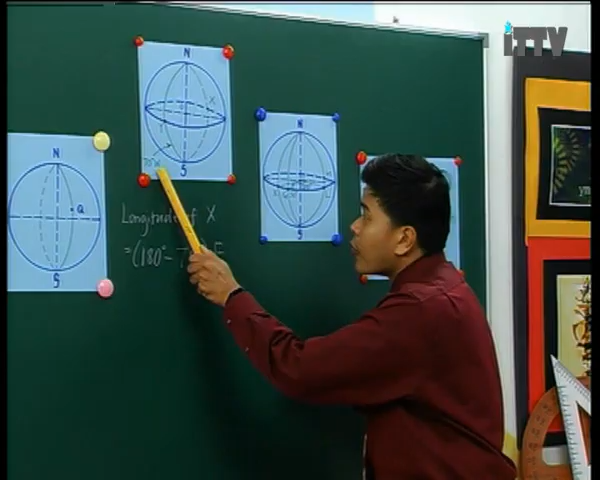 iTTV
N
N
N
X
Q
S
S
S
Longitude of X
= (180° - 7
E